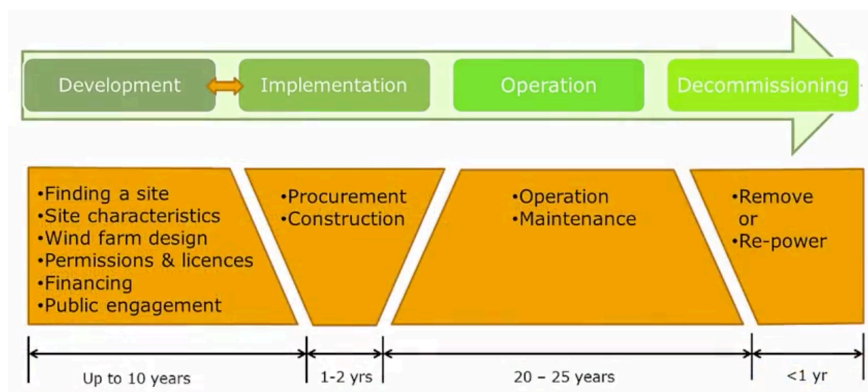 Development
Implementation
Operation
Decommissioning
•Finding a site
•Site characteristics
•Wind farm design
•Permissions & licences
•Financing
•Public engagement
•Procurement
•Construction
•Operation
•Maintenance
•Remove
or
•Re-power
Up to 10 years
1-2 yrs
20 – 25 years
<1 yr